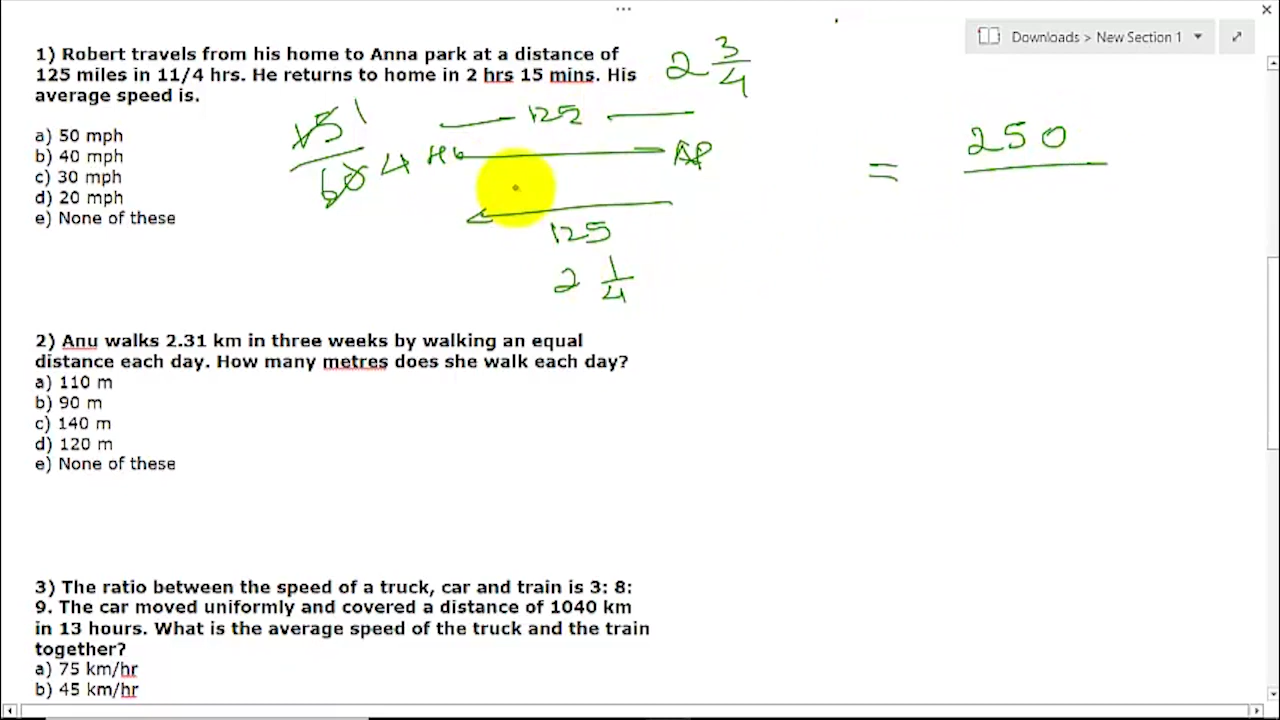 Downloads > New Section 1
1) Robert travels from his home to Anna park at a distance of
125 miles in 11/4 hrs. He returns to home in 2 hrs 15 mins. His
average speed is.
2 3/4
a) 50 mph
b) 40 mph
c) 30 mph
d) 20 mph
e) None of these
15 1
60 4
125
AP
125
2 1/4
= 250
2) Anu walks 2.31 km in three weeks by walking an equal
distance each day. How many metres does she walk each day?
a) 110 m
b) 90 m
c) 140 m
d) 120 m
e) None of these
3) The ratio between the speed of a truck, car and train is 3: 8:
9. The car moved uniformly and covered a distance of 1040 km
in 13 hours. What is the average speed of the truck and the train
together?
a) 75 km/hr
b) 45 km/hr